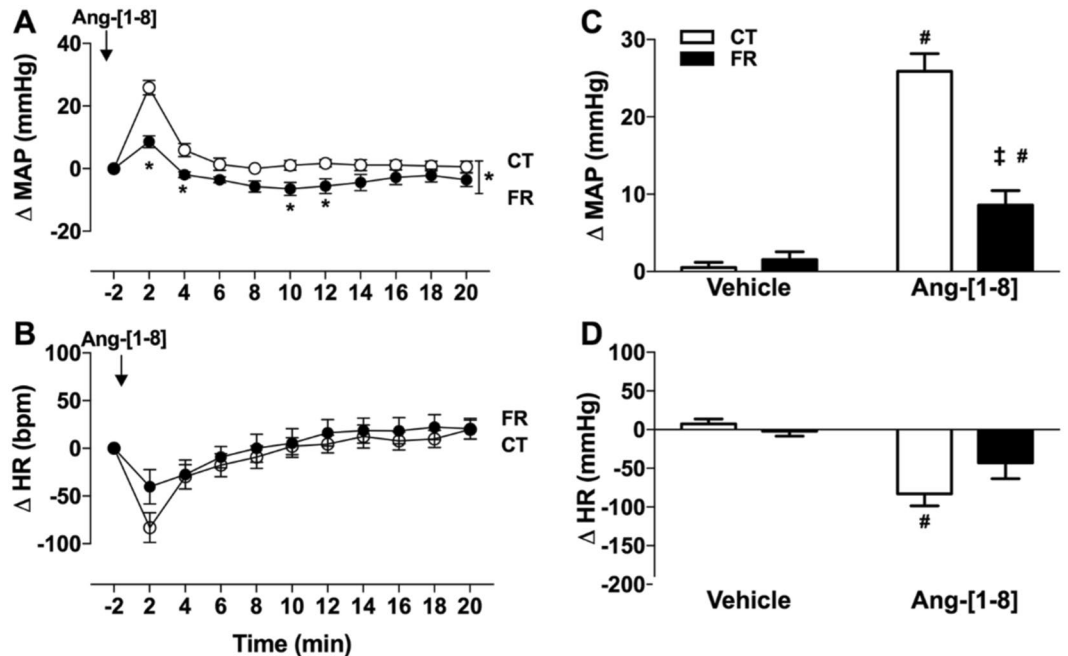 A
Ang-[1-8]
Δ MAP (mmHg)
40
20
0
-20
*
*
*
*
CT
FR
*
-2 2 4 6 8 10 12 14 16 18 20
B
Ang-[1-8]
Δ HR (bpm)
100
50
0
-50
-100
FR
CT
-2 2 4 6 8 10 12 14 16 18 20
Time (min)
C
Δ MAP (mmHg)
30
20
10
0
CT
FR
#
‡ #
Vehicle Ang-[1-8]
D
Δ HR (mmHg)
100
50
0
-50
-100
-150
-200
#
Vehicle Ang-[1-8]